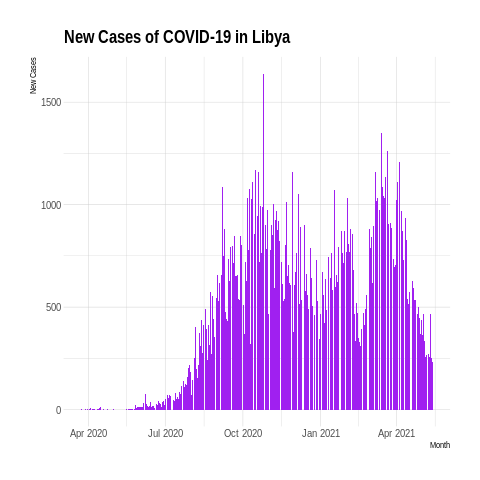 New Cases of COVID-19 in Libya
New Cases
1500
1000
500
0
Apr 2020 Jul 2020 Oct 2020 Jan 2021 Apr 2021
Month